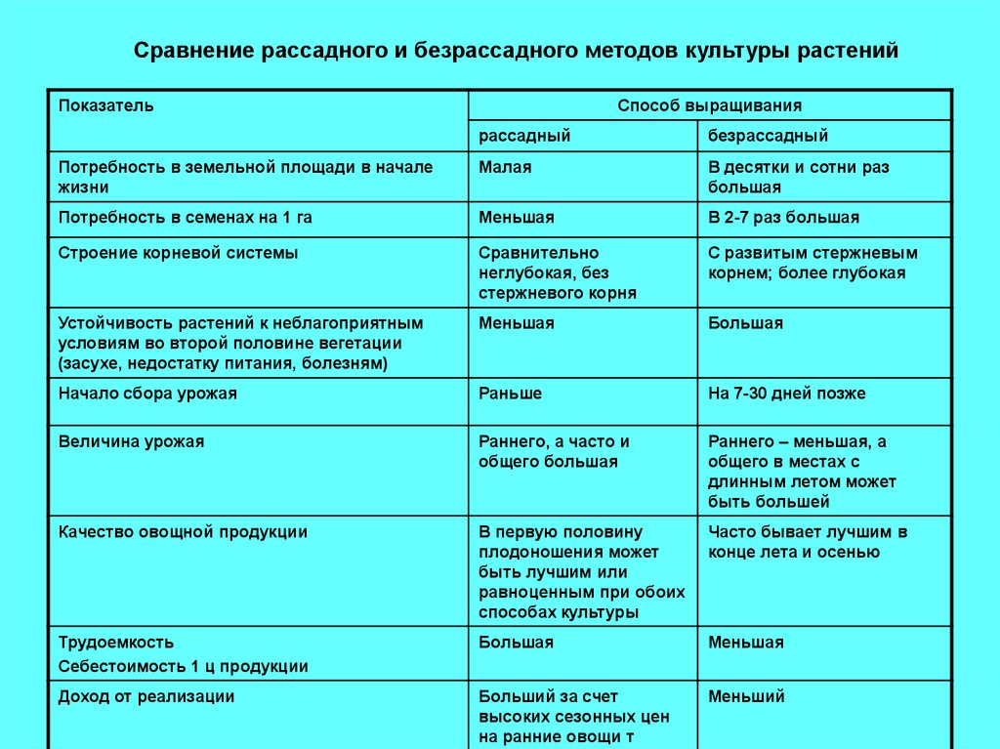 Сравнение рассадного и безрассадного методов культуры растений
Показатель
Способ выращивания
рассадный
безрассадный
Потребность в земельной площади в начале
жизни
Малая
В десятки и сотни раз
большая
Потребность в семенах на 1 га
Меньшая
В 2-7 раз большая
Строение корневой системы
Сравнительно
неглубокая, без
стержневого корня
С развитым стержневым
корнем; более глубокая
Устойчивость растений к неблагоприятным
условиям во второй половине вегетации
(засухе, недостатку питания, болезням)
Меньшая
Большая
Начало сбора урожая
Раньше
На 7-30 дней позже
Величина урожая
Раннего, а часто и
общего большая
Раннего – меньшая, а
общего в местах с
длинным летом может
быть большей
Качество овощной продукции
В первую половину
плодоношения может
быть лучшим или
равноценным при обоих
способах культуры
Часто бывает лучшим в
конце лета и осенью
Трудоемкость
Себестоимость 1 ц продукции
Большая
Меньшая
Доход от реализации
Больший за счет
высоких сезонных цен
на ранние овощи т
Меньший